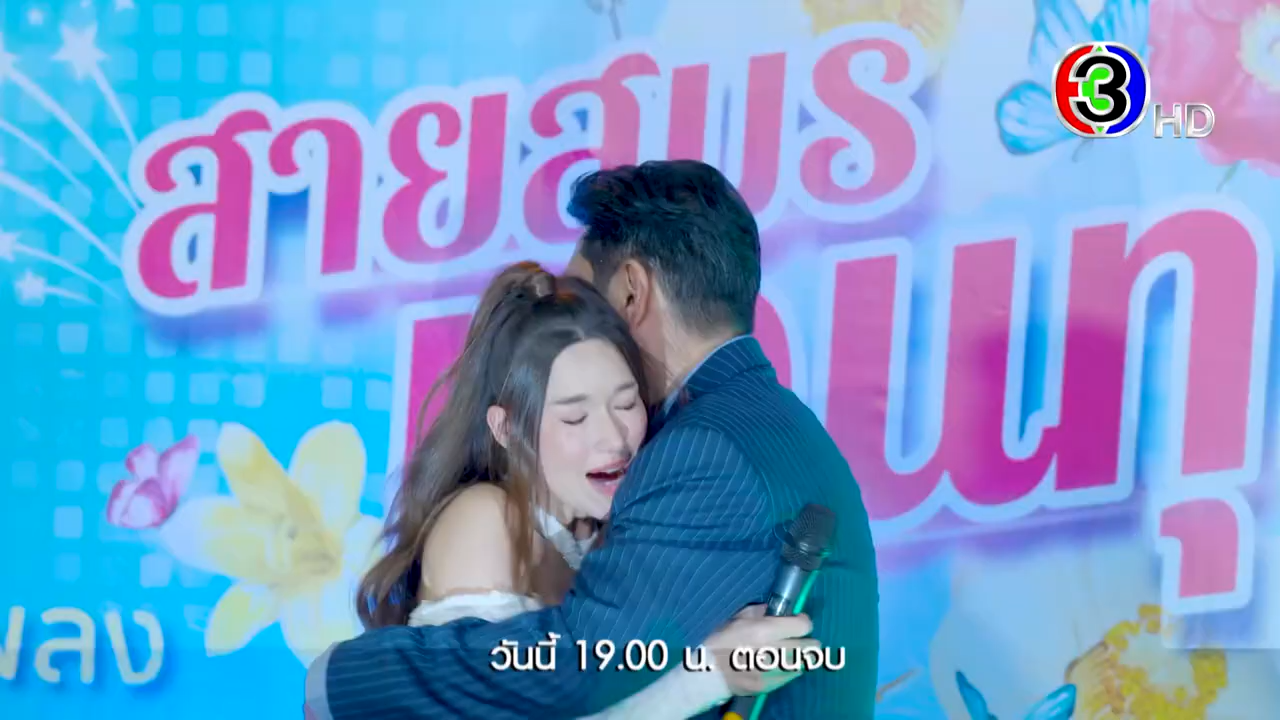 3 HD
สายสมร
พลง
วันนี้ 19.00 น. ตอนจบ